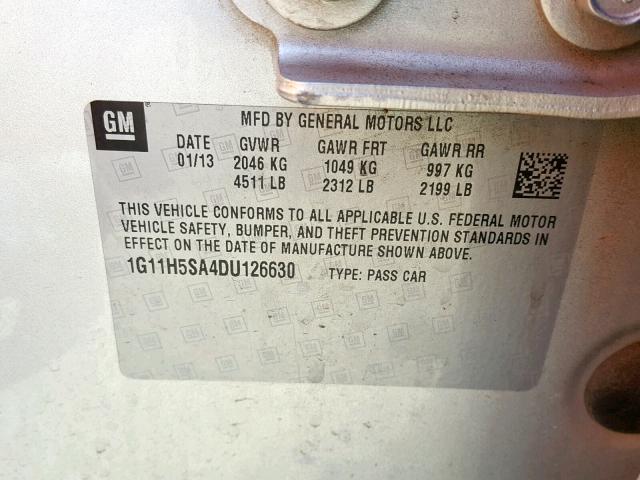 GM
MFD BY GENERAL MOTORS LLC
DATE GVWR GAWR FRT GAWR RR
01/13 2046 KG 1049 KG 997 KG
4511 LB 2312 LB 2199 LB
THIS VEHICLE CONFORMS TO ALL APPLICABLE U.S. FEDERAL MOTOR
VEHICLE SAFETY, BUMPER, AND THEFT PREVENTION STANDARDS IN
EFFECT ON THE DATE OF MANUFACTURE SHOWN ABOVE.
1G11H5SA4DU126630 TYPE: PASS CAR